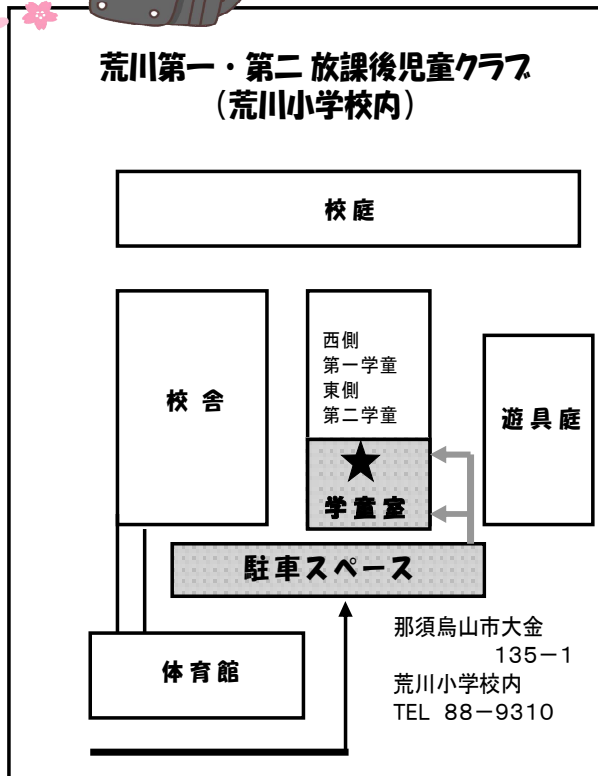 荒川第一・第二 放課後児童クラブ
(荒川小学校内)
校庭
校舎
西側
第一学童
東側
第二学童
遊具庭
学童室
駐車スペース
体育館
那須烏山市大金
135－1
荒川小学校内
TEL 88－9310